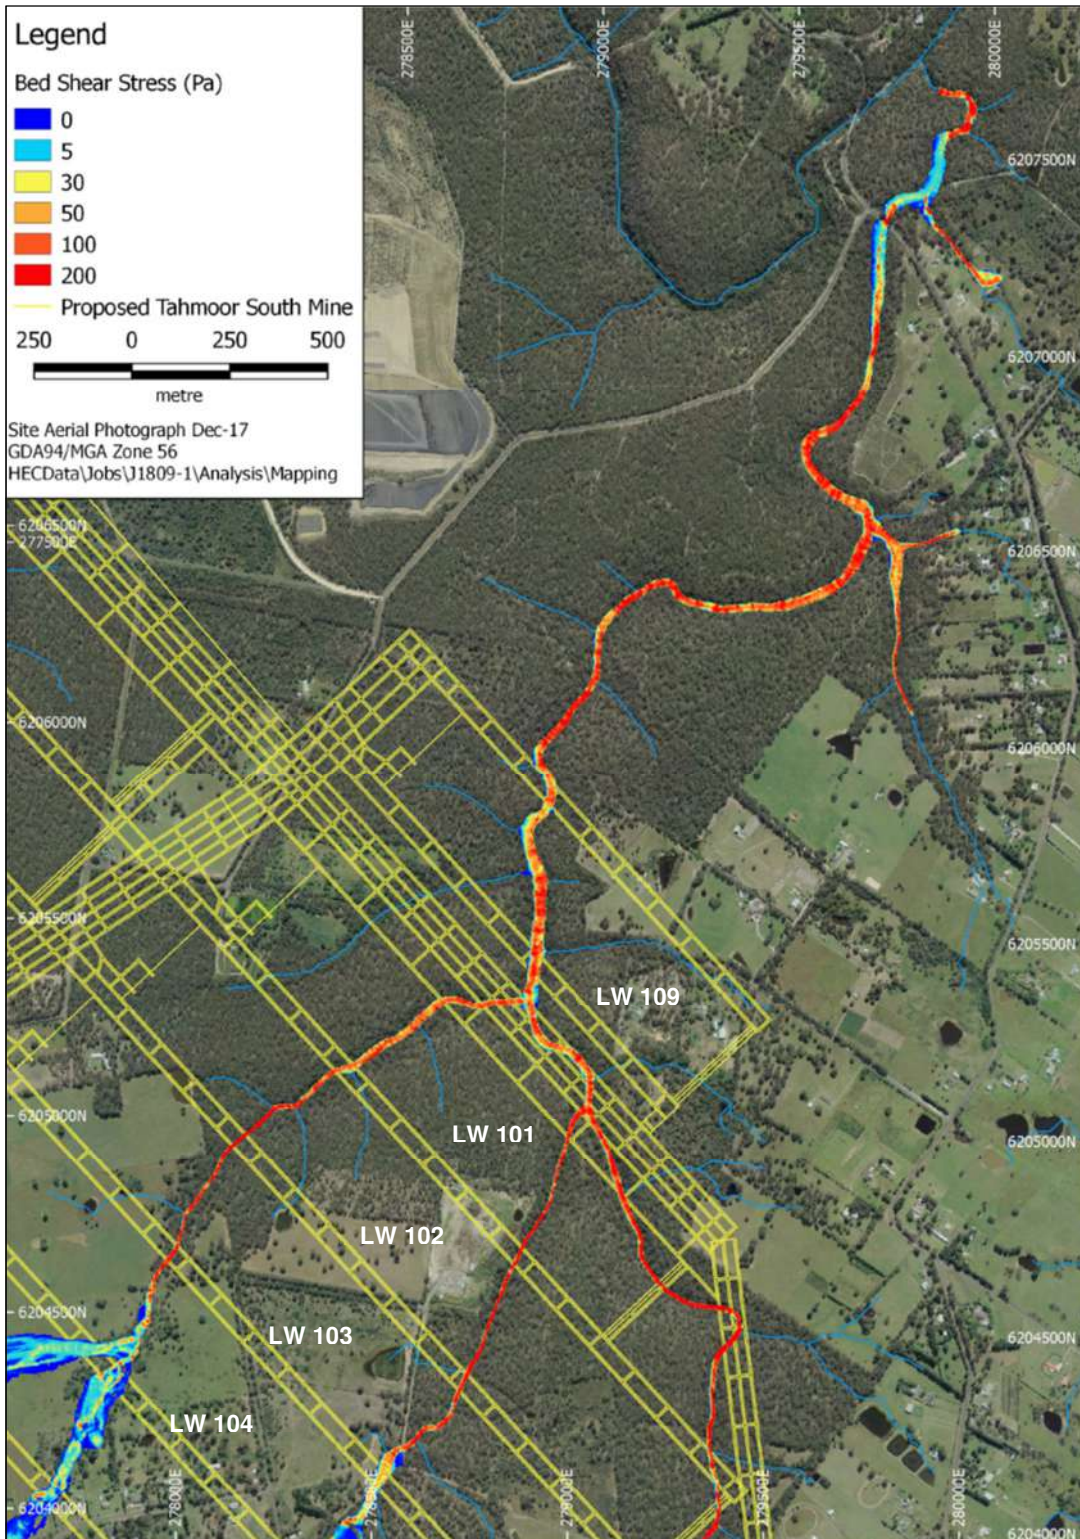 Legend
Bed Shear Stress (Pa)
0
5
30
50
100
200
Proposed Tahmoor South Mine
250 0 250 500
metre
Site Aerial Photograph Dec-17
GDA94/MGA Zone 56
HECData\Jobs\J1809-1\Analysis\Mapping
278500E
279000E
279500E
280000E
6207500N
6207000N
6206500N
277500E
6206500N
6206000N
6206000N
6205500N
6205500N
LW 109
6205000N
LW 101
6205000N
LW 102
6204500N
LW 103
6204500N
LW 104
6204000N
278000E
279000E
279500E
280000E
6204000N